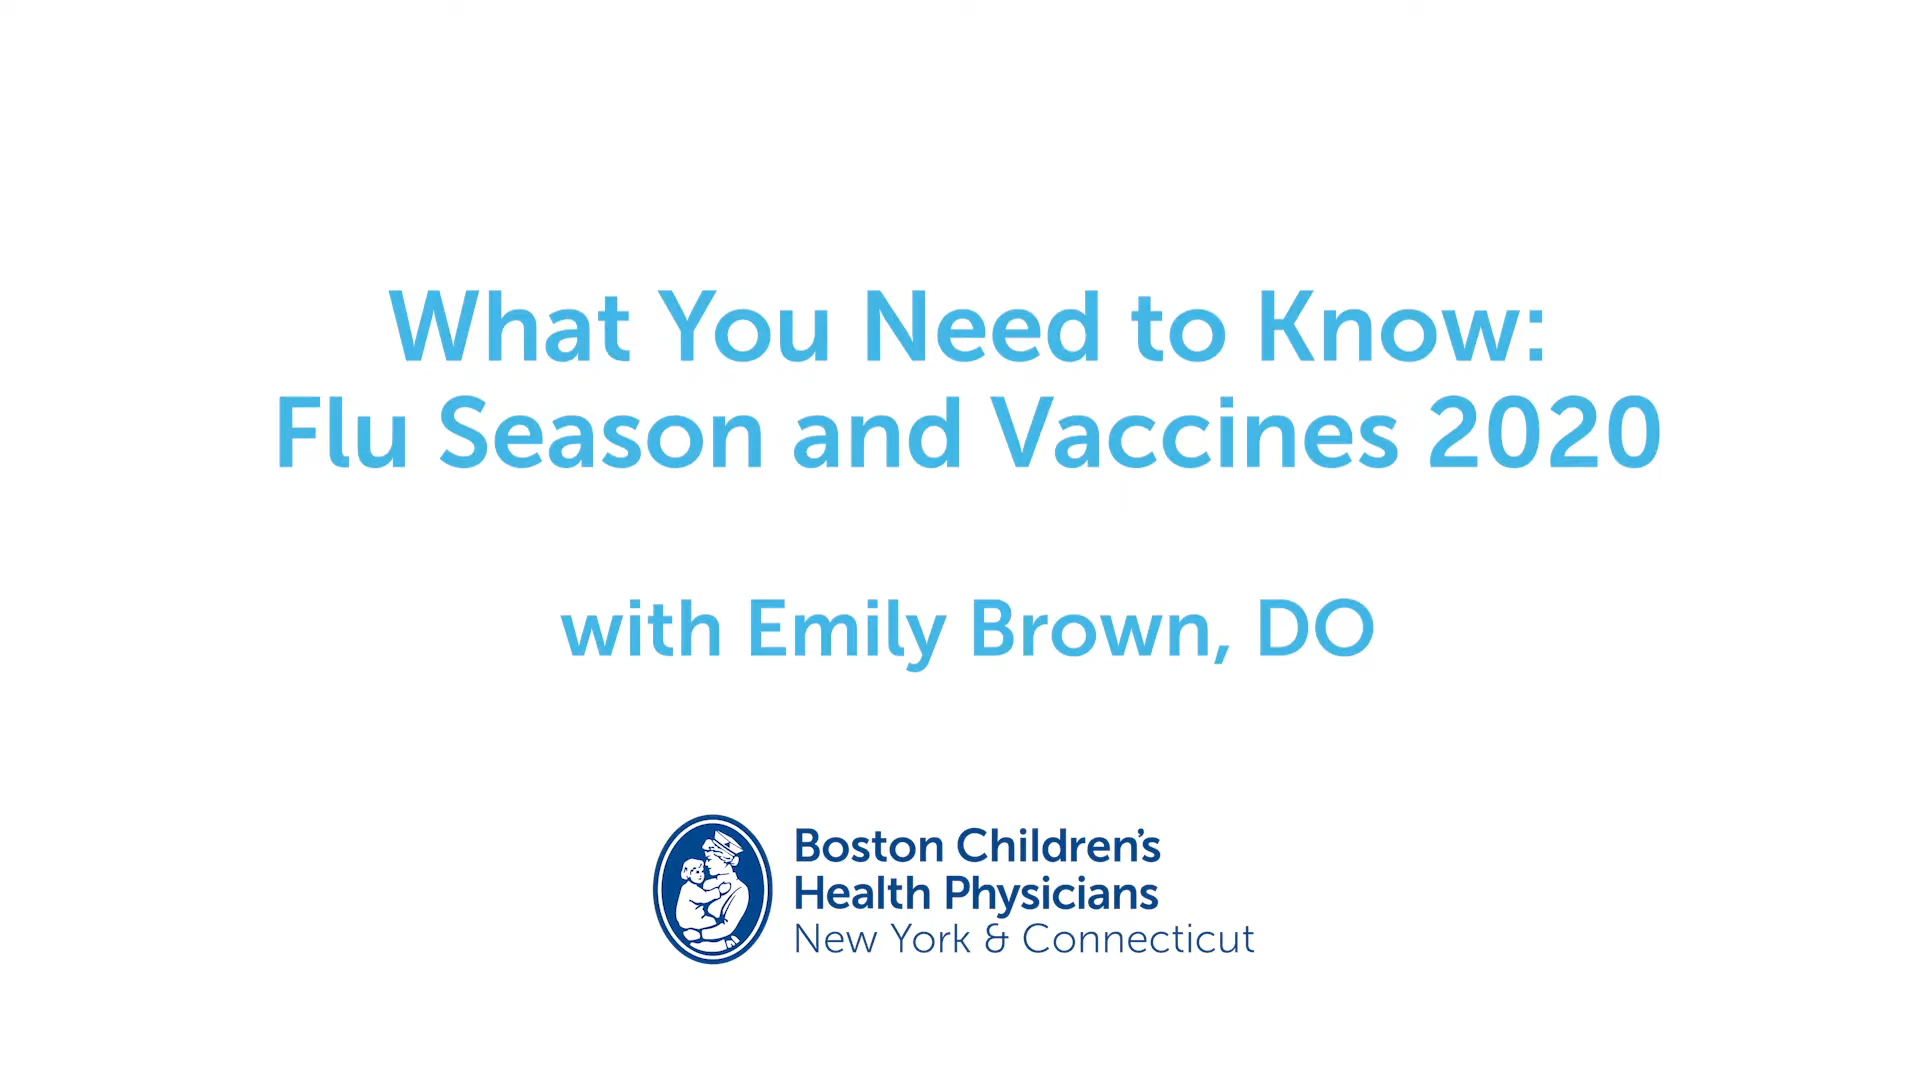 What You Need to Know:
Flu Season and Vaccines 2020
with Emily Brown, DO
Boston Children's
Health Physicians
New York & Connecticut